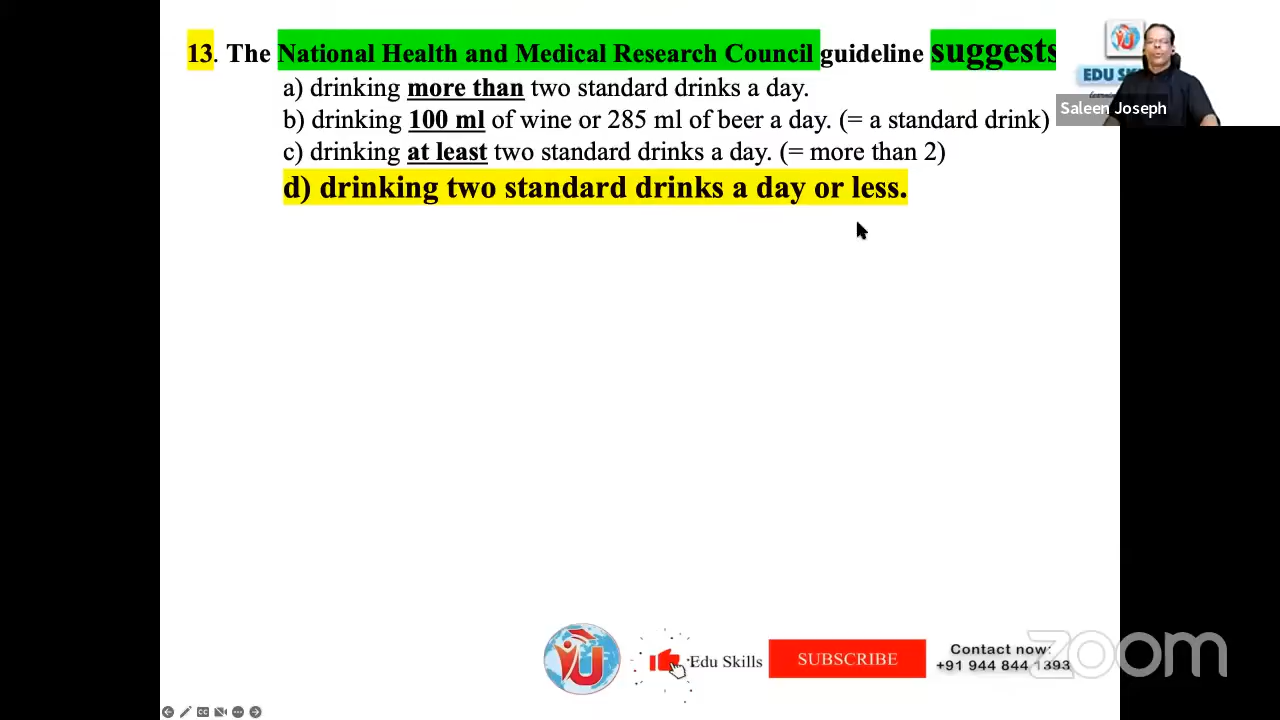 13. The National Health and Medical Research Council guideline suggests
a) drinking more than two standard drinks a day.
b) drinking 100 ml of wine or 285 ml of beer a day. (= a standard drink)
c) drinking at least two standard drinks a day. (= more than 2)
d) drinking two standard drinks a day or less.
EDU SK
Saleen Joseph
Edu Skills
SUBSCRIBE
Contact now:
+91 944 844 1393
zoom